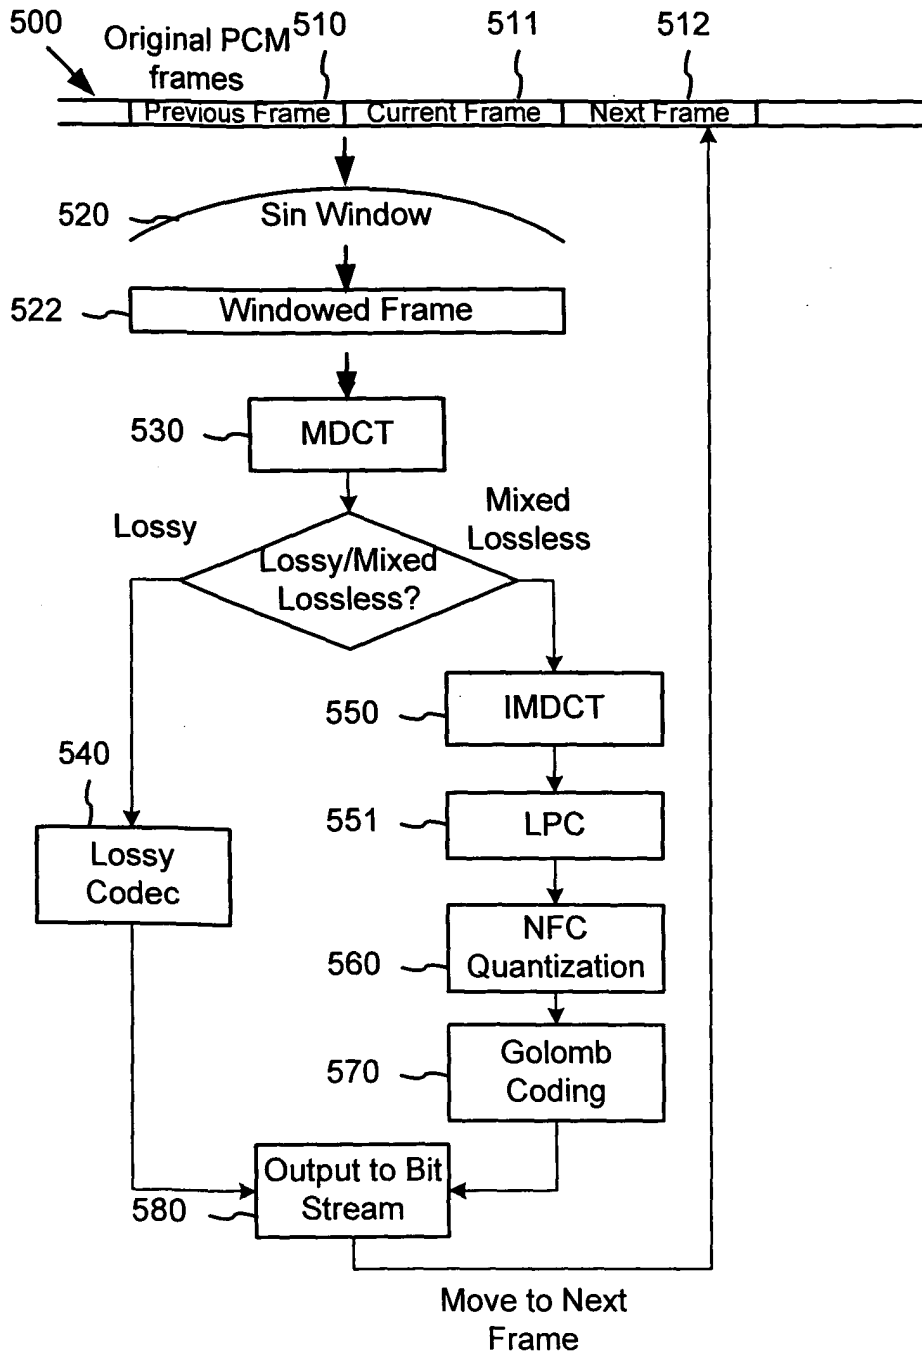 500
Original PCM
frames
510
511
512
Previous Frame
Current Frame
Next Frame
520
Sin Window
522
Windowed Frame
530
MDCT
Lossy
Mixed
Lossless
Lossy/Mixed
Lossless?
550
IMDCT
540
551
LPC
Lossy
Codec
560
NFC
Quantization
570
Golomb
Coding
580
Output to Bit
Stream
Move to Next
Frame